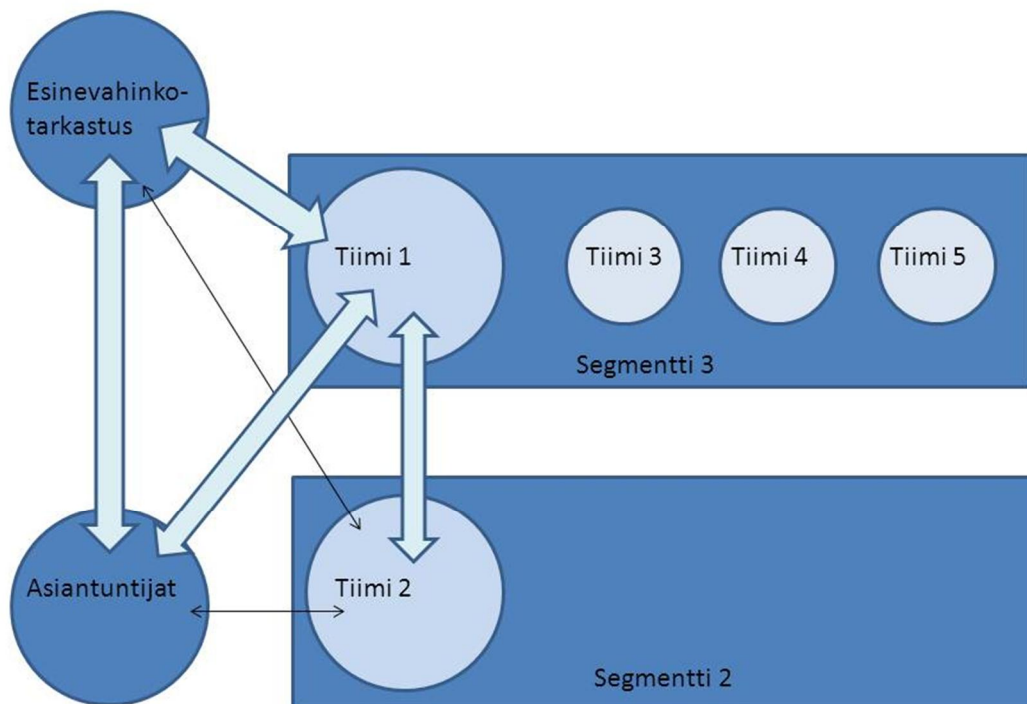 Esinevahinko-
tarkastus
Tiimi 1
Tiimi 3
Tiimi 4
Tiimi 5
Segmentti 3
Asiantuntijat
Tiimi 2
Segmentti 2